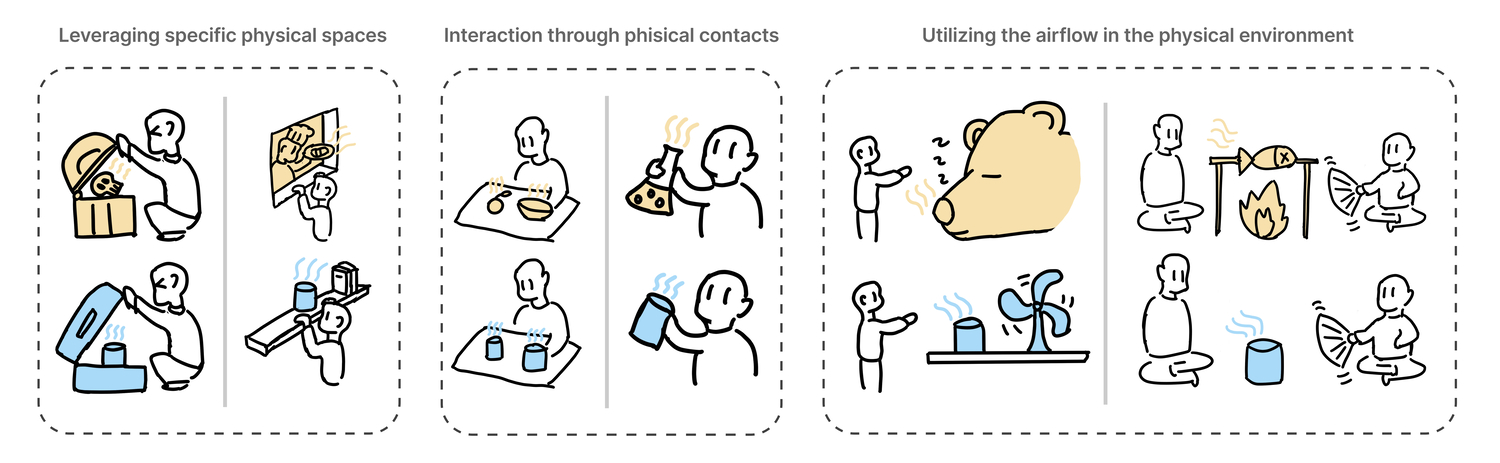 Leveraging specific physical spaces
Interaction through phisical contacts
Utilizing the airflow in the physical environment
z
z
z